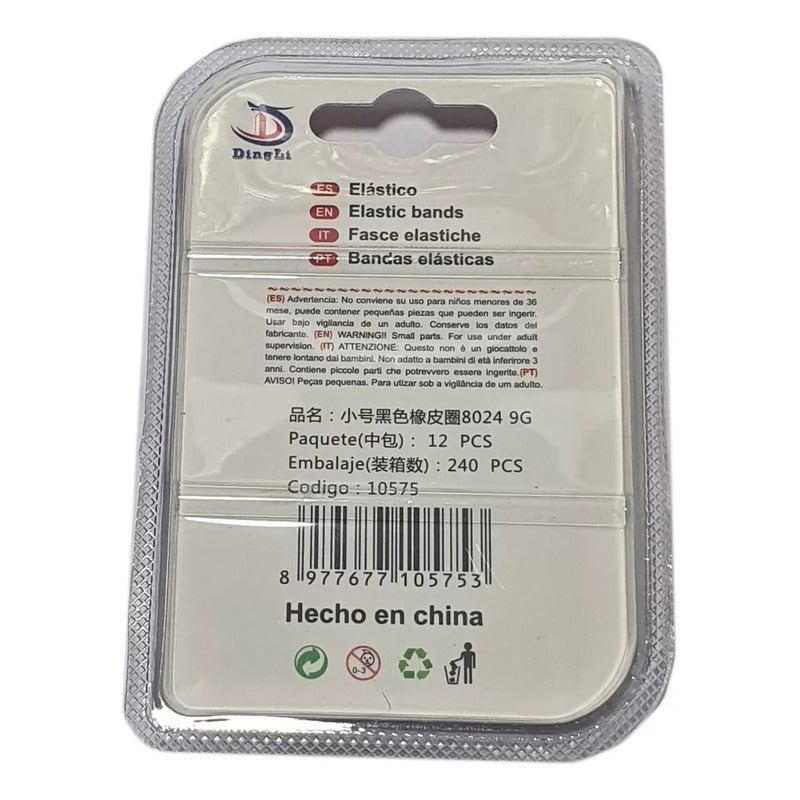 DingLi
ES Elástico
EN Elastic bands
IT Fasce elastiche
PT Bandas elásticas
(ES) Advertencia: No conviene su uso para niños menores de 36
mese, puede contener pequeñas piezas que pueden ser ingerir.
Usar bajo vigilancia de un adulto. Conserve los datos del
fabricante. (EN) WARNING!! Small parts. For use under adult
supervision. (IT) ATTENZIONE: Questo non è un giocattolo e
tenere lontano dai bambini. Non adatto a bambini di età inferirore 3
anni. Contiene piccole parti che potrevvero essere ingerite.(PT)
AVISO! Peças pequenas. Para utizar sob a vigilância de um adulto.
品名：小号黑色橡皮圈8024 9G
Paquete(中包)： 12 PCS
Embalaje(装箱数)：240 PCS
Codigo：10575
8 977677 105753
Hecho en china
0-3